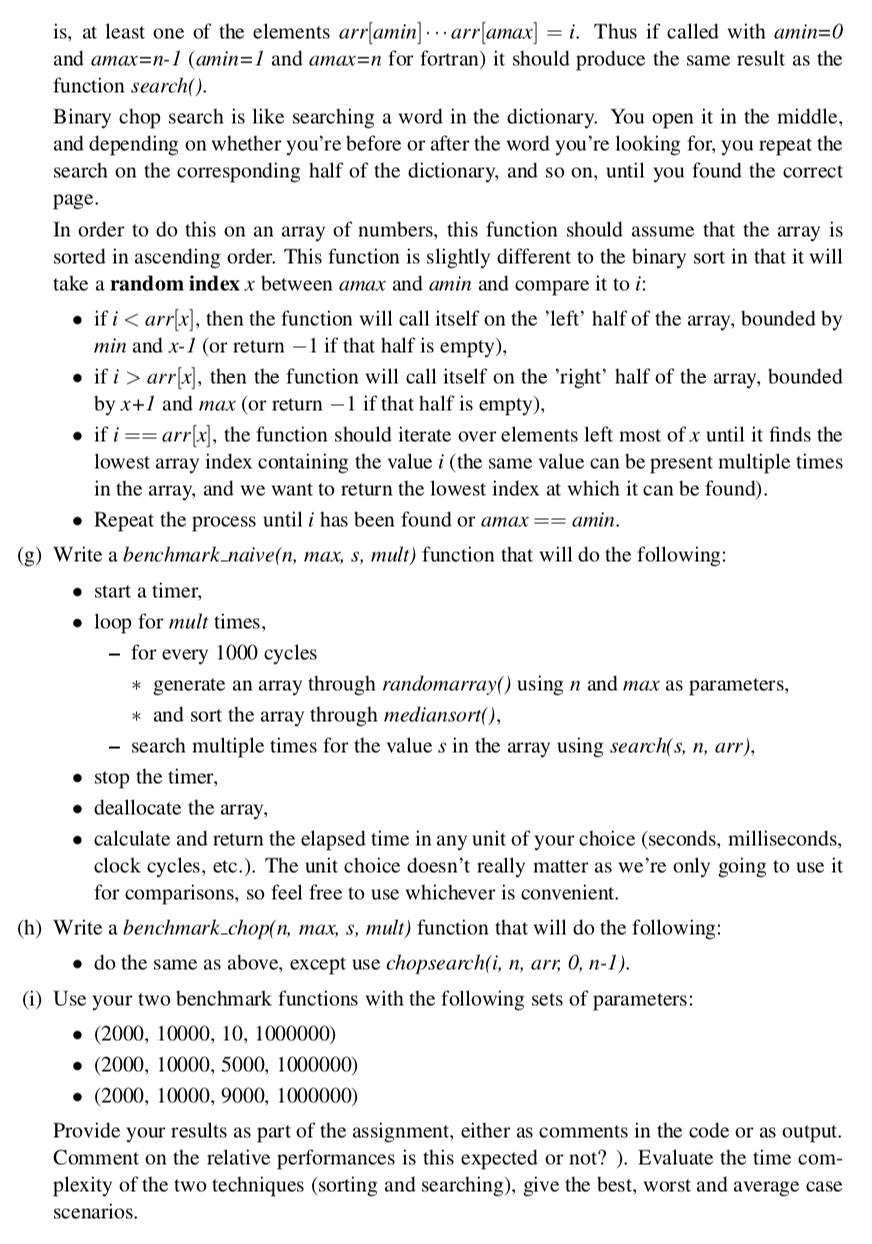 is, at least one of the elements arr[amin]···arr[amax] = i. Thus if called with amin=0
and amax=n-1 (amin=1 and amax=n for fortran) it should produce the same result as the
function search().
Binary chop search is like searching a word in the dictionary. You open it in the middle,
and depending on whether you're before or after the word you're looking for, you repeat the
search on the corresponding half of the dictionary, and so on, until you found the correct
page.
In order to do this on an array of numbers, this function should assume that the array is
sorted in ascending order. This function is slightly different to the binary sort in that it will
take a random index x between amax and amin and compare it to i:
• if i < arr[x], then the function will call itself on the 'left' half of the array, bounded by
min and x-1 (or return −1 if that half is empty),
• if i > arr[x], then the function will call itself on the 'right' half of the array, bounded
by x+1 and max (or return −1 if that half is empty),
• if i == arr[x], the function should iterate over elements left most of x until it finds the
lowest array index containing the value i (the same value can be present multiple times
in the array, and we want to return the lowest index at which it can be found).
• Repeat the process until i has been found or amax == amin.
(g) Write a benchmark_naive(n, max, s, mult) function that will do the following:
• start a timer,
• loop for mult times,
– for every 1000 cycles
* generate an array through randomarray() using n and max as parameters,
* and sort the array through mediansort(),
– search multiple times for the value s in the array using search(s, n, arr),
• stop the timer,
• deallocate the array,
• calculate and return the elapsed time in any unit of your choice (seconds, milliseconds,
clock cycles, etc.). The unit choice doesn't really matter as we're only going to use it
for comparisons, so feel free to use whichever is convenient.
(h) Write a benchmark_chop(n, max, s, mult) function that will do the following:
• do the same as above, except use chopsearch(i, n, arr, 0, n-1).
(i) Use your two benchmark functions with the following sets of parameters:
• (2000, 10000, 10, 1000000)
• (2000, 10000, 5000, 1000000)
• (2000, 10000, 9000, 1000000)
Provide your results as part of the assignment, either as comments in the code or as output.
Comment on the relative performances is this expected or not? ). Evaluate the time com-
plexity of the two techniques (sorting and searching), give the best, worst and average case
scenarios.